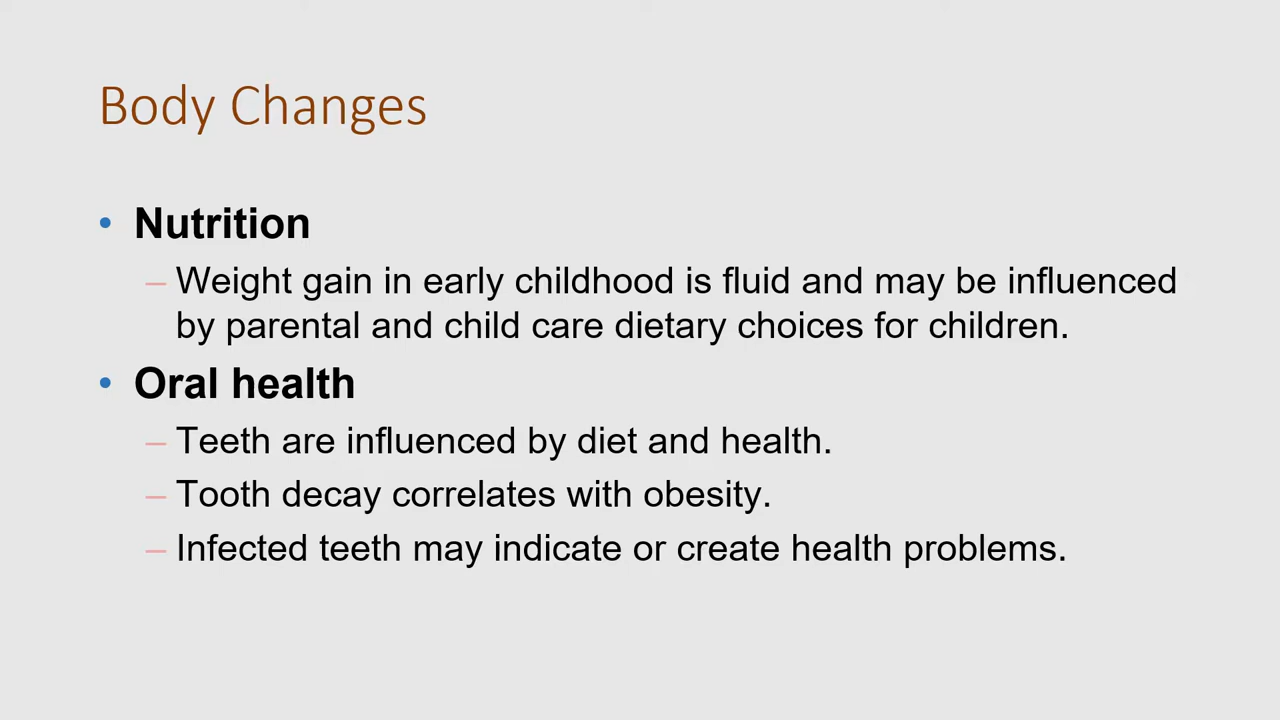 Body Changes
• Nutrition
– Weight gain in early childhood is fluid and may be influenced
by parental and child care dietary choices for children.
• Oral health
– Teeth are influenced by diet and health.
– Tooth decay correlates with obesity.
– Infected teeth may indicate or create health problems.